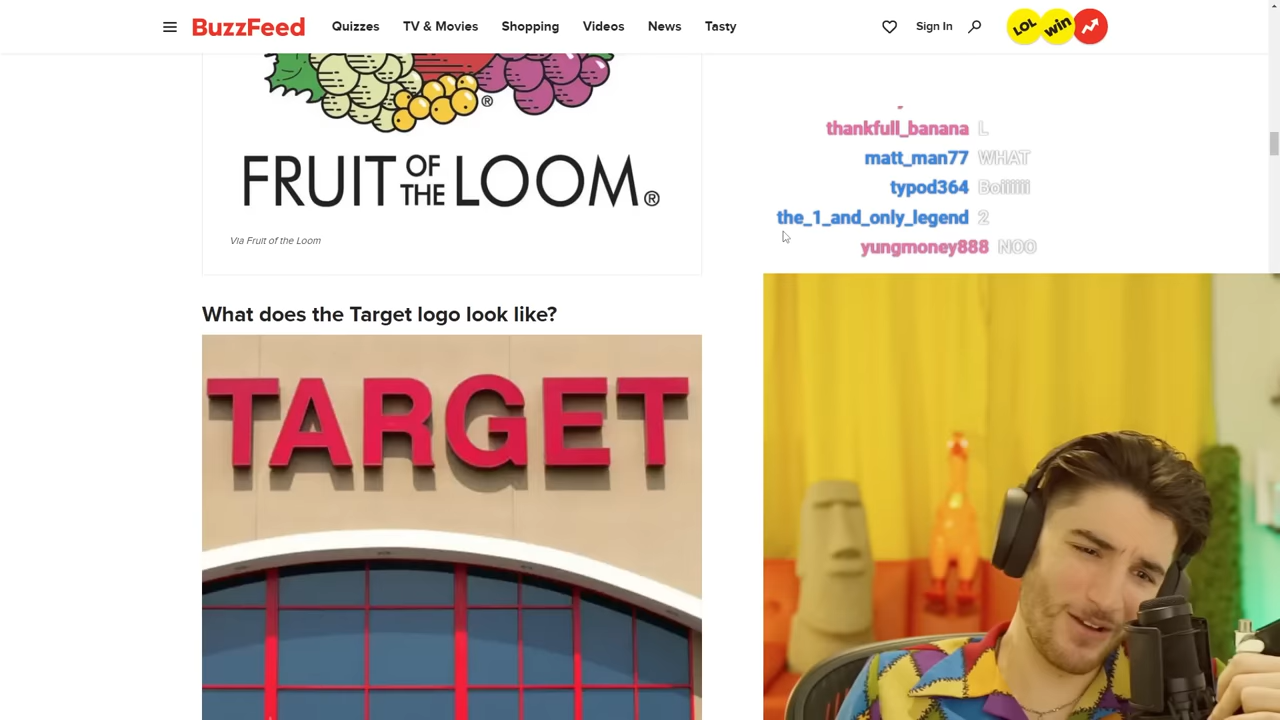 BuzzFeed Quizzes TV & Movies Shopping Videos News Tasty Sign In LOL win
®
FRUIT OF THE LOOM®
Via Fruit of the Loom
What does the Target logo look like?
TARGET
thankfull_banana L
matt_man77 WHAT
typod364 Boiiiiii
the_1_and_only_legend 2
yungmoney888 NOO